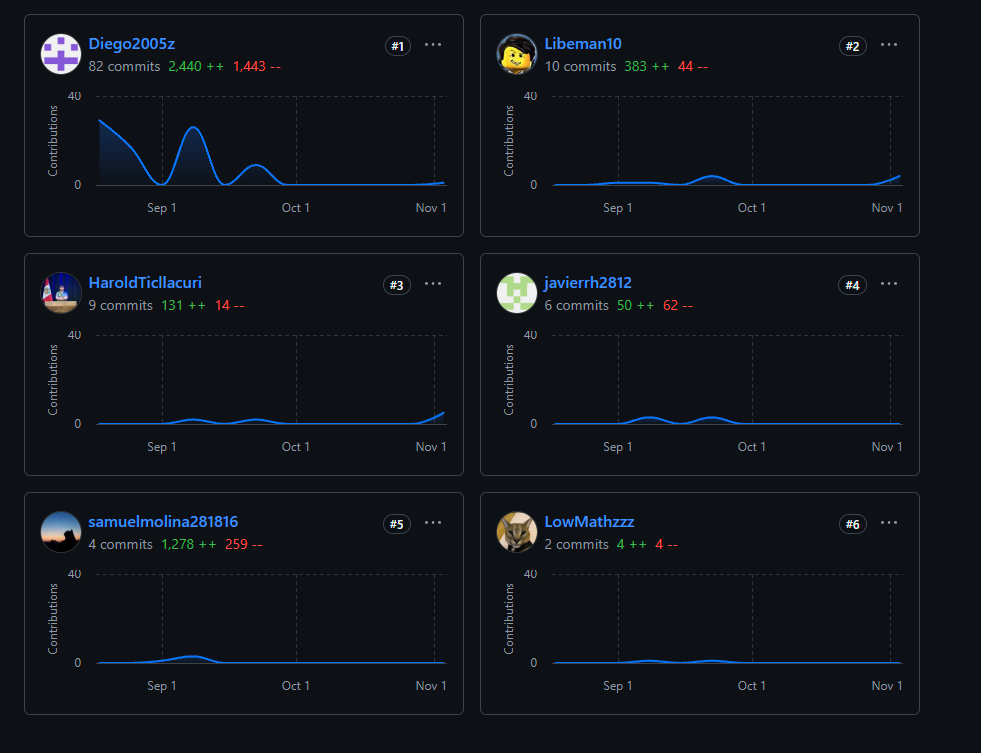 Diego2005z #1 ...
82 commits 2,440 ++ 1,443 --
40
Contributions
0
Sep 1 Oct 1 Nov 1
Libeman10 #2 ...
10 commits 383 ++ 44 --
40
Contributions
0
Sep 1 Oct 1 Nov 1
HaroldTicllacuri #3 ...
9 commits 131 ++ 14 --
40
Contributions
0
Sep 1 Oct 1 Nov 1
javierrh2812 #4 ...
6 commits 50 ++ 62 --
40
Contributions
0
Sep 1 Oct 1 Nov 1
samuelmolina281816 #5 ...
4 commits 1,278 ++ 259 --
40
Contributions
0
Sep 1 Oct 1 Nov 1
LowMathzzz #6 ...
2 commits 4 ++ 4 --
40
Contributions
0
Sep 1 Oct 1 Nov 1